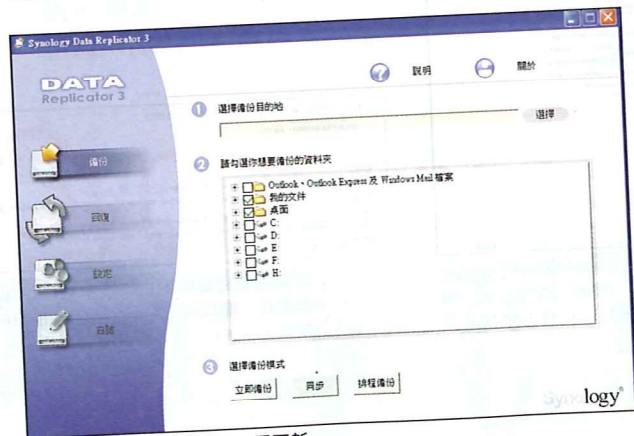 Synology Data Replicator 3
DATA
Replicator 3
說明
關於
1 選擇備份目的地
選擇
備份
2 請勾選你想要備份的資料夾
Outlook、Outlook Express 及 Windows Mail 檔案
我的文件
桌面
C:
D:
E:
F:
H:
回復
設定
日誌
3 選擇備份模式
立即備份
同步
排程備份
Synology®